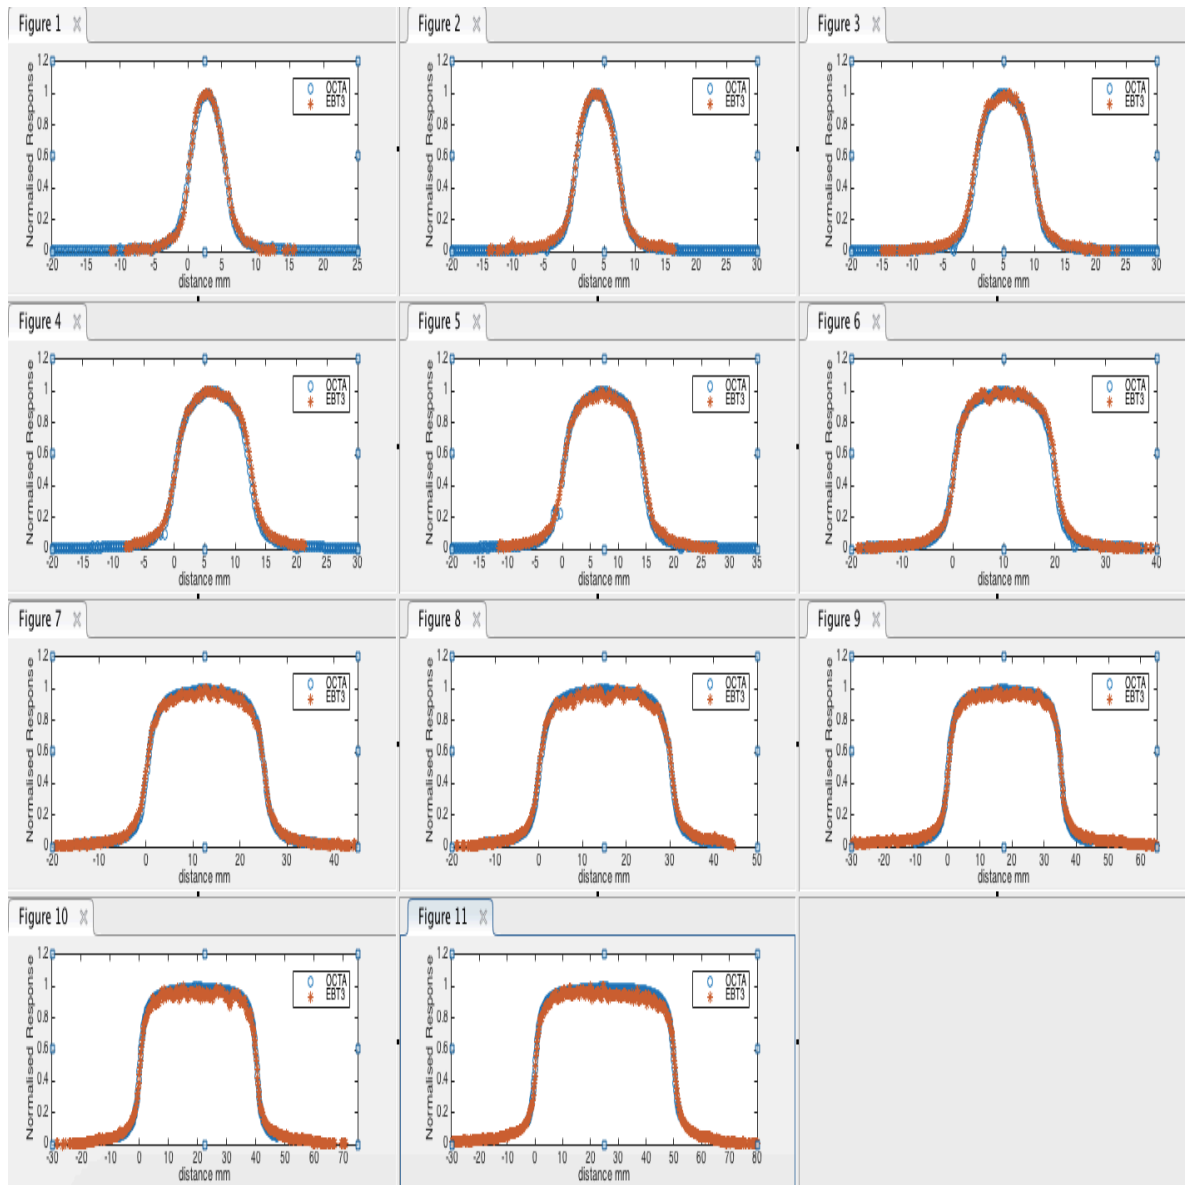 Figure 1
1.2
1
0.8
0.6
0.4
0.2
0
Normalised Response
OCTA
EBT3
-20 -15 -10 -5 0 5 10 15 20 25
distance mm
Figure 2
1.2
1
0.8
0.6
0.4
0.2
0
Normalised Response
OCTA
EBT3
-20 -15 -10 -5 0 5 10 15 20 25 30
distance mm
Figure 3
1.2
1
0.8
0.6
0.4
0.2
0
Normalised Response
OCTA
EBT3
-20 -15 -10 -5 0 5 10 15 20 25 30
distance mm
Figure 4
1.2
1
0.8
0.6
0.4
0.2
0
Normalised Response
OCTA
EBT3
-20 -15 -10 -5 0 5 10 15 20 25 30
distance mm
Figure 5
1.2
1
0.8
0.6
0.4
0.2
0
Normalised Response
OCTA
EBT3
-20 -15 -10 -5 0 5 10 15 20 25 30 35
distance mm
Figure 6
1.2
1
0.8
0.6
0.4
0.2
0
Normalised Response
OCTA
EBT3
-20 -10 0 10 20 30 40
distance mm
Figure 7
1.2
1
0.8
0.6
0.4
0.2
0
Normalised Response
OCTA
EBT3
-20 -10 0 10 20 30 40
distance mm
Figure 8
1.2
1
0.8
0.6
0.4
0.2
0
Normalised Response
OCTA
EBT3
-20 -10 0 10 20 30 40 50
distance mm
Figure 9
1.2
1
0.8
0.6
0.4
0.2
0
Normalised Response
OCTA
EBT3
-30 -20 -10 0 10 20 30 40 50 60
distance mm
Figure 10
1.2
1
0.8
0.6
0.4
0.2
0
Normalised Response
OCTA
EBT3
-30 -20 -10 0 10 20 30 40 50 60 70
distance mm
Figure 11
1.2
1
0.8
0.6
0.4
0.2
0
Normalised Response
OCTA
EBT3
-30 -20 -10 0 10 20 30 40 50 60 70 80
distance mm